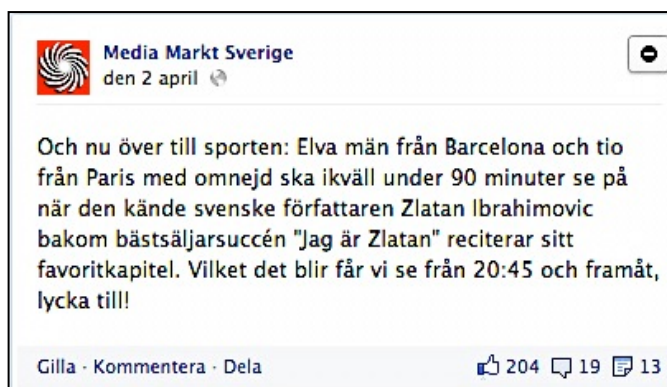 Media Markt Sverige
den 2 april
Och nu över till sporten: Elva män från Barcelona och tio
från Paris med omnejd ska ikväll under 90 minuter se på
när den kände svenske författaren Zlatan Ibrahimovic
bakom bästsäljarsuccén "Jag är Zlatan" reciterar sitt
favoritkapitel. Vilket det blir får vi se från 20:45 och framåt,
lycka till!
Gilla · Kommentera · Dela 204 19 13